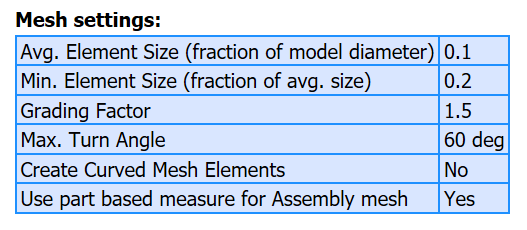 Mesh settings:
Avg. Element Size (fraction of model diameter) 0.1
Min. Element Size (fraction of avg. size) 0.2
Grading Factor 1.5
Max. Turn Angle 60 deg
Create Curved Mesh Elements No
Use part based measure for Assembly mesh Yes